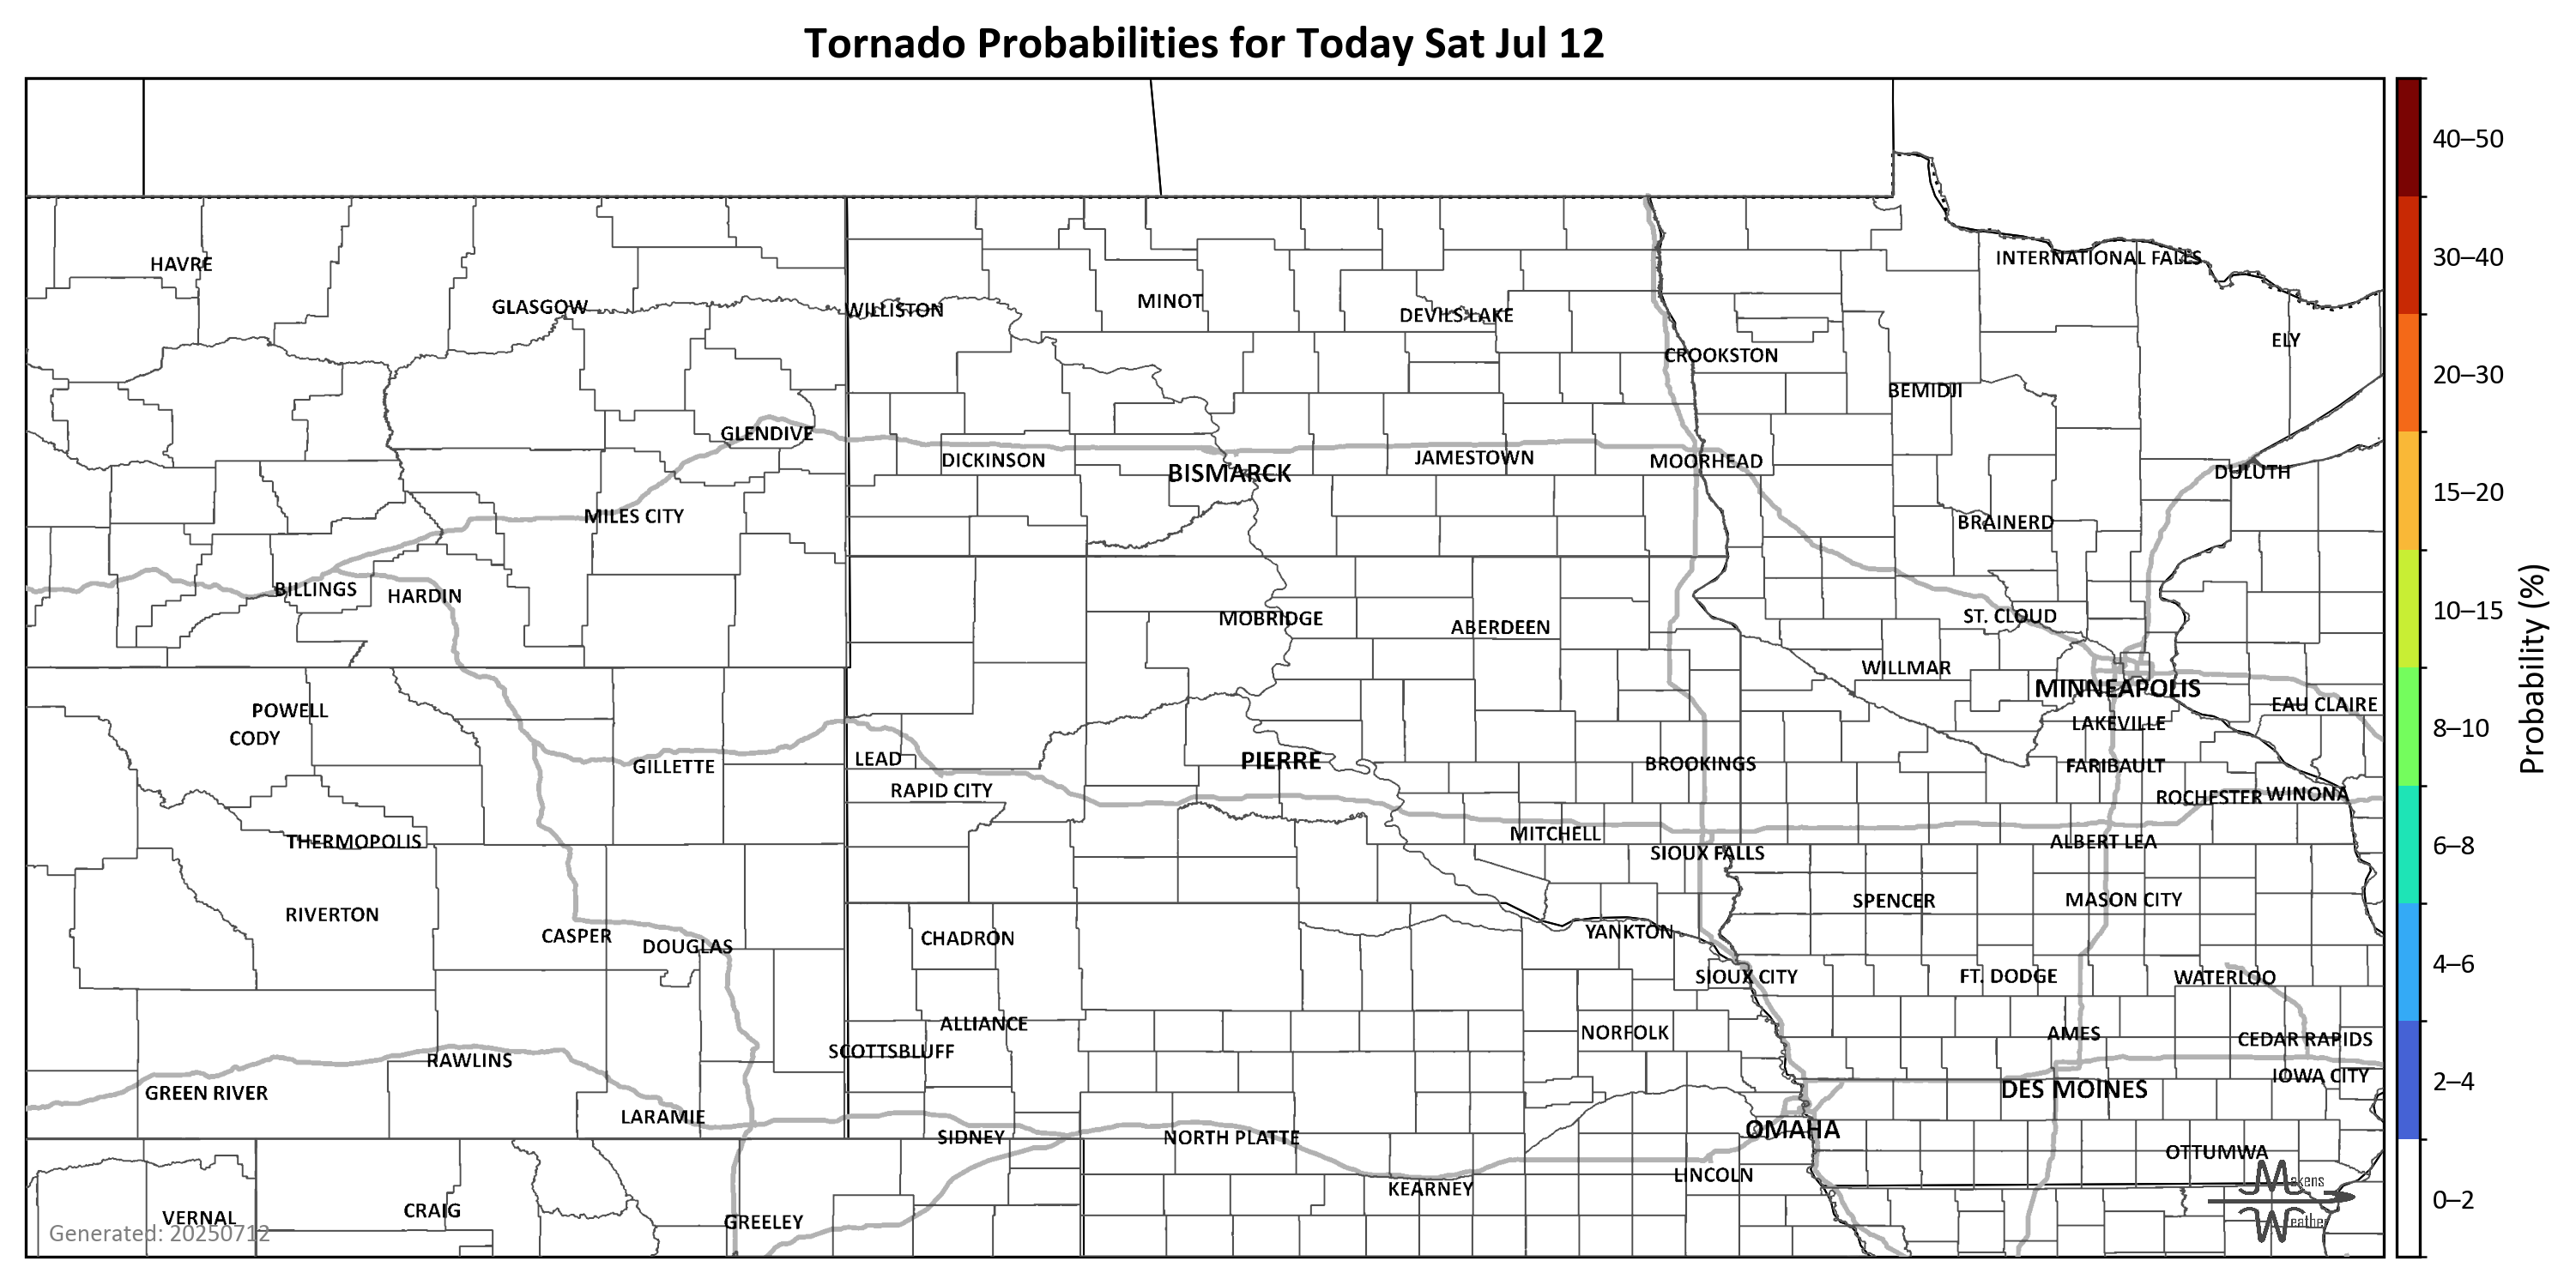 Tornado Probabilities for Today Sat Jul 12
40–50
30–40
20–30
15–20
10–15
8–10
6–8
4–6
2–4
0–2
Probability (%)
HAVRE
GLASGOW
WILLISTON
MINOT
DEVILS LAKE
INTERNATIONAL FALLS
ELY
CROOKSTON
BEMIDJI
GLENDIVE
DICKINSON
BISMARCK
JAMESTOWN
MOORHEAD
DULUTH
MILES CITY
BRAINERD
BILLINGS
HARDIN
MOBRIDGE
ABERDEEN
ST. CLOUD
WILLMAR
MINNEAPOLIS
POWELL
EAU CLAIRE
LAKEVILLE
CODY
GILLETTE
LEAD
PIERRE
BROOKINGS
FARIBAULT
RAPID CITY
ROCHESTER
WINONA
THERMOPOLIS
MITCHELL
ALBERT LEA
SIOUX FALLS
RIVERTON
SPENCER
MASON CITY
CASPER
DOUGLAS
CHADRON
YANKTON
SIOUX CITY
FT. DODGE
WATERLOO
ALLIANCE
NORFOLK
AMES
CEDAR RAPIDS
SCOTTSBLUFF
RAWLINS
GREEN RIVER
DES MOINES
IOWA CITY
LARAMIE
SIDNEY
NORTH PLATTE
OMAHA
OTTUMWA
LINCOLN
KEARNEY
VERNAL
CRAIG
GREELEY
Generated: 20250712
Makens
Weather